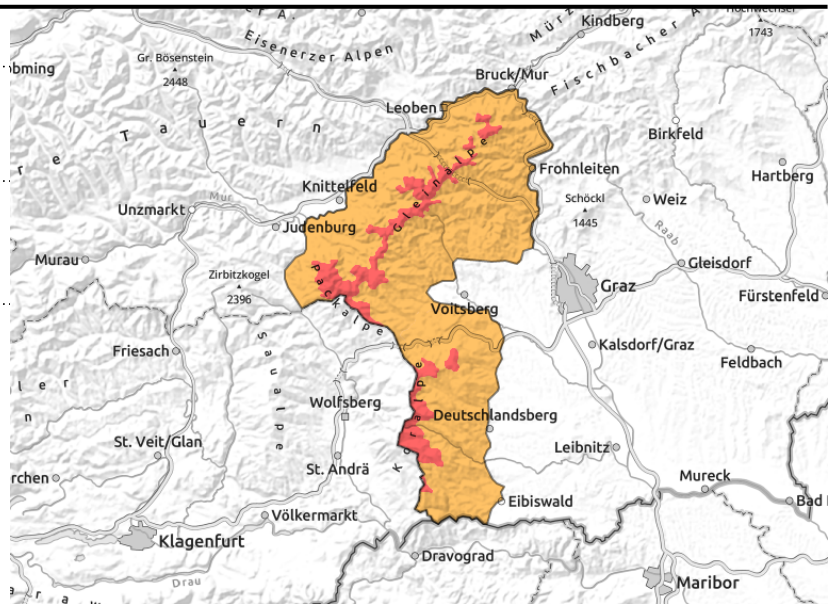 Hochwechsel
1743
Kindberg
Eisenerzer Alpen
Gr. Bösenstein
2448
Fischbacher A
Bruck/Mur
Leoben
Tauern
Birkfeld
Frohnleiten
Hartberg
Knittelfeld
Gleinalpe
Schöckl
1445
Weiz
Unzmarkt
Mur
Judenburg
Raab
Murau
Gleisdorf
Zirbitzkogel
2396
Packalpe
Graz
Fürstenfeld
Voitsberg
Friesach
Kalsdorf/Graz
Feldbach
Saualpe
Koralpe
Wolfsberg
Deutschlandsberg
St. Veit/Glan
Leibnitz
St. Andrä
Mureck
Eibiswald
Völkermarkt
Klagenfurt
Dravograd
Drau
Maribor